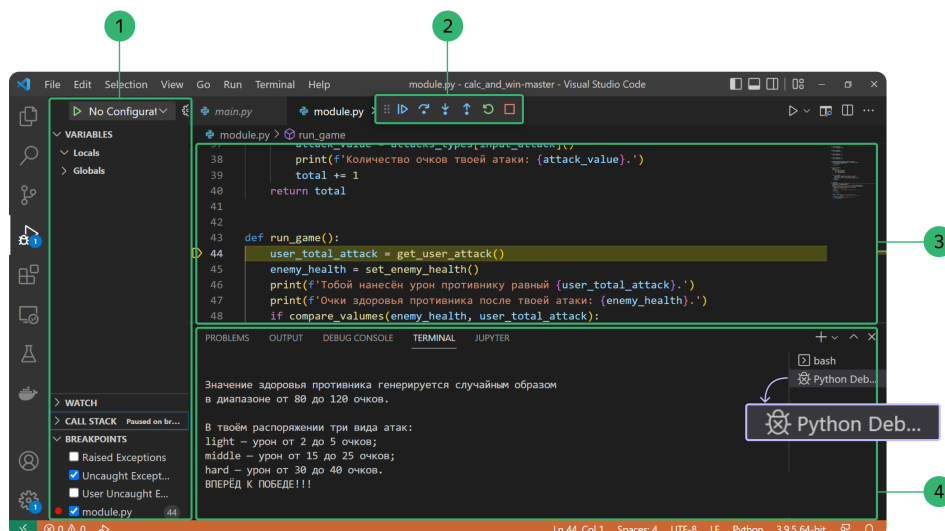 1
2
File Edit Selection View Go Run Terminal Help
module.py - calc_and_win-master - Visual Studio Code
No Configurat
main.py
module.py
module.py > run_game
VARIABLES
Locals
Globals
37 attack_value = attacks_types[input_attack]()
38 print(f'Количество очков твоей атаки: {attack_value}.')
39 total += 1
40 return total
41
42
43 def run_game():
44 user_total_attack = get_user_attack()
45 enemy_health = set_enemy_health()
46 print(f'Тобой нанесён урон противнику равный {user_total_attack}.')
47 print(f'Очки здоровья противника после твоей атаки: {enemy_health}.')
48 if compare_valumes(enemy_health, user_total_attack):
3
PROBLEMS OUTPUT DEBUG CONSOLE TERMINAL JUPYTER
bash
Python Deb...
Python Deb...
Значение здоровья противника генерируется случайным образом
в диапазоне от 80 до 120 очков.
В твоём распоряжении три вида атак:
light — урон от 2 до 5 очков;
middle — урон от 15 до 25 очков;
hard — урон от 30 до 40 очков.
ВПЕРЁД К ПОБЕДЕ!!!
4
WATCH
CALL STACK Paused on br...
BREAKPOINTS
Raised Exceptions
Uncaught Except...
User Uncaught E...
module.py 44
1
1
0 0
Ln 44, Col 1 Spaces: 4 UTF-8 LF Python 3.9.5 64-bit